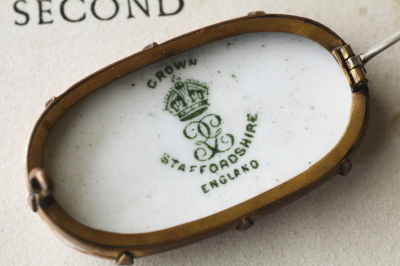 SECOND
CROWN
STAFFORDSHIRE
ENGLAND